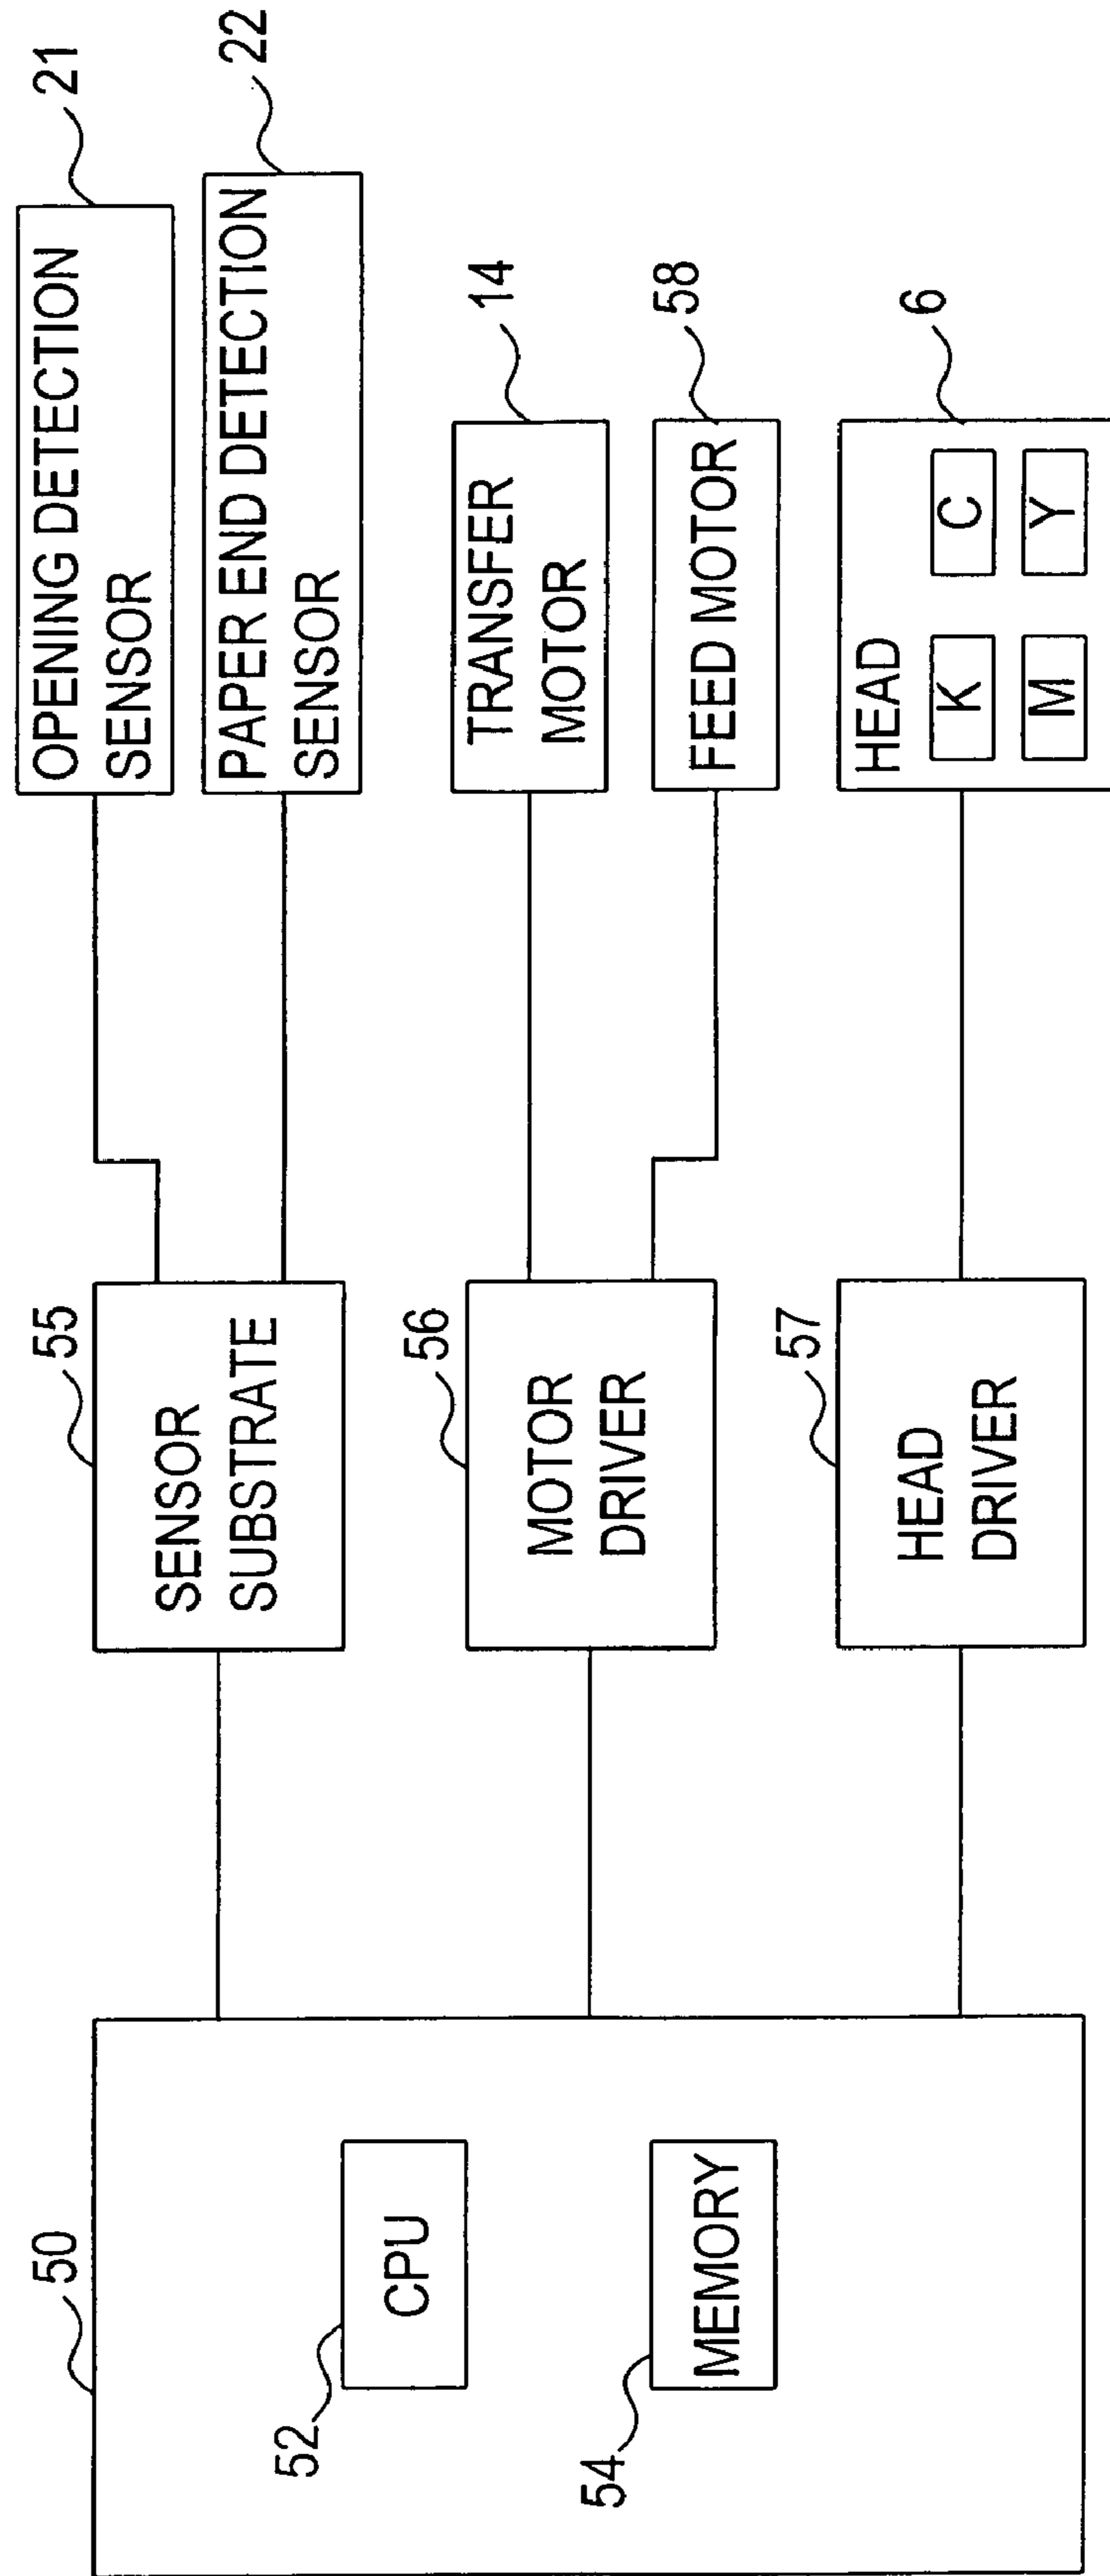 50
52
CPU
54
MEMORY
55
SENSOR
SUBSTRATE
56
MOTOR
DRIVER
57
HEAD
DRIVER
OPENING DETECTION
SENSOR
21
PAPER END DETECTION
SENSOR
22
TRANSFER
MOTOR
14
FEED MOTOR
58
HEAD
6
K C
M Y